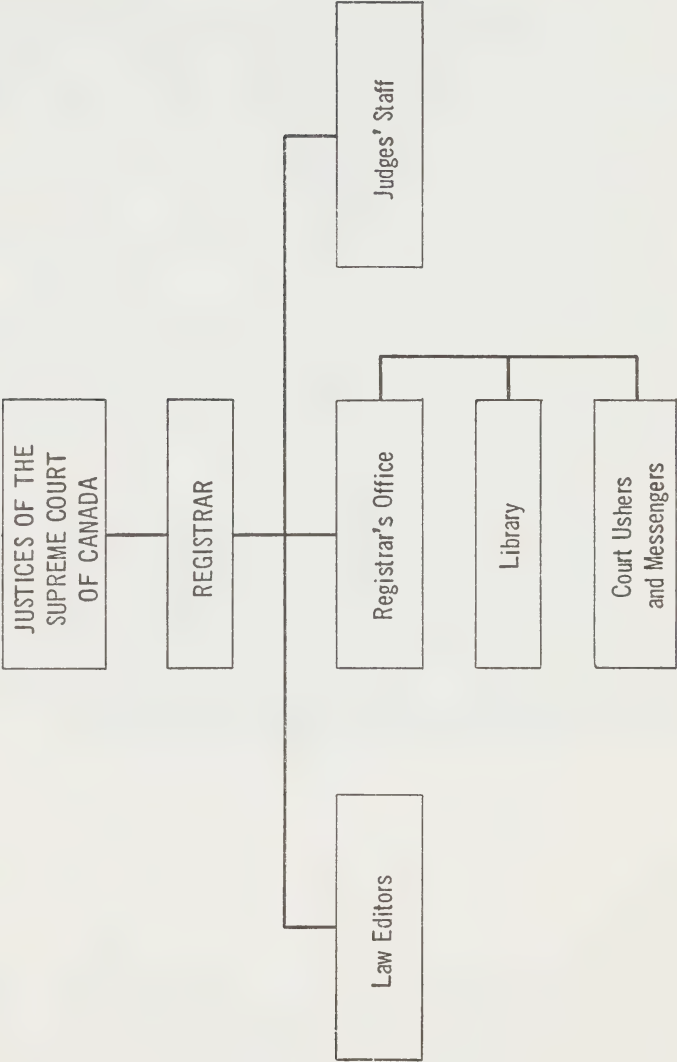 JUSTICES OF THE
SUPREME COURT
OF CANADA
REGISTRAR
Law Editors
Registrar's Office
Judges' Staff
Library
Court Ushers
and Messengers